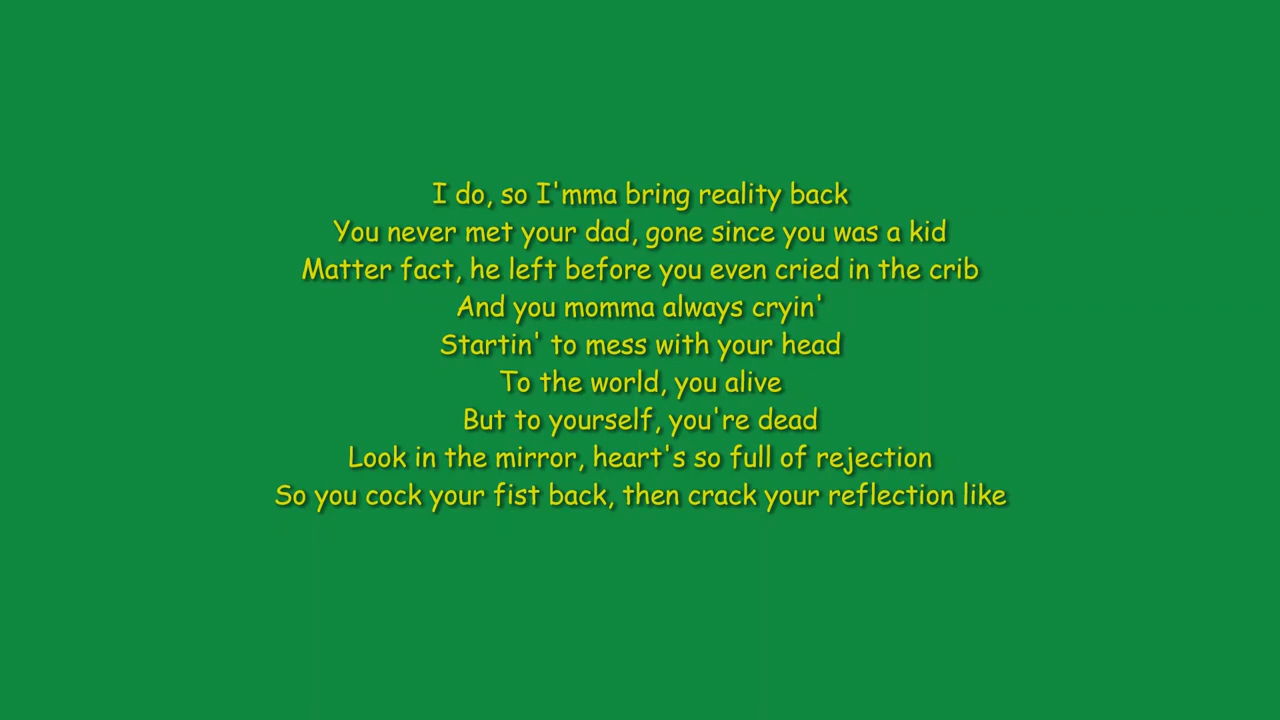 I do, so I'mma bring reality back
You never met your dad, gone since you was a kid
Matter fact, he left before you even cried in the crib
And you momma always cryin'
Startin' to mess with your head
To the world, you alive
But to yourself, you're dead
Look in the mirror, heart's so full of rejection
So you cock your fist back, then crack your reflection like